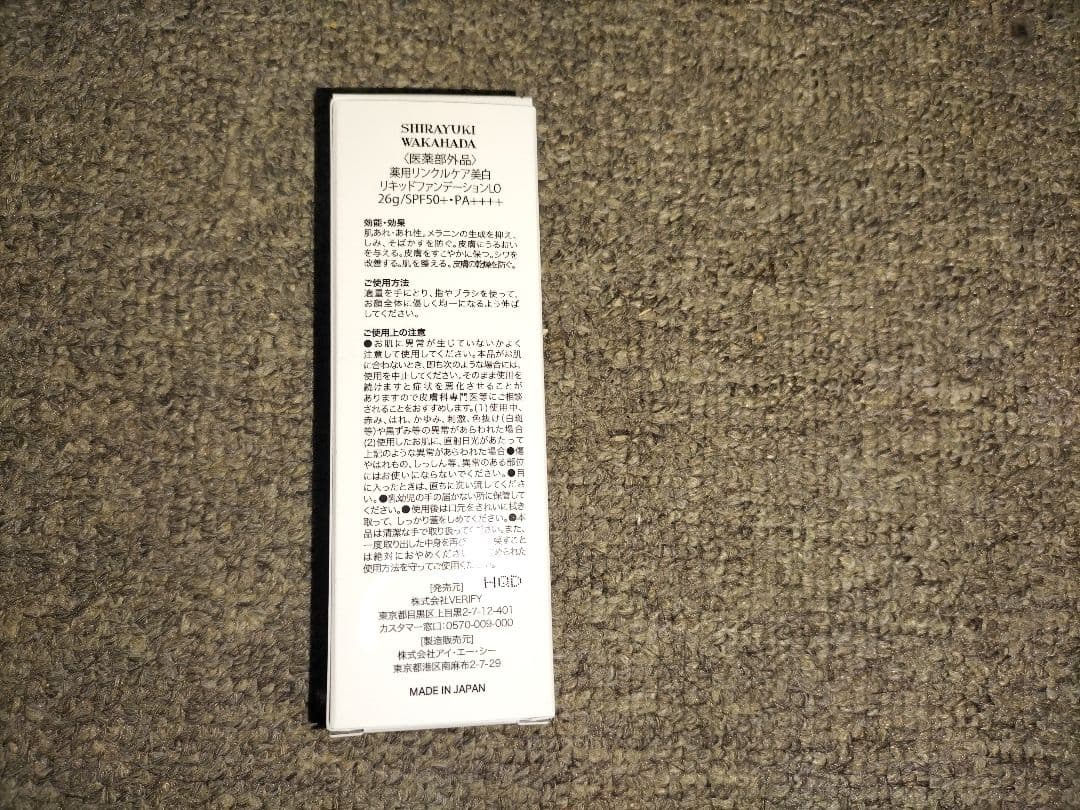 SHIRAYUKI
WAKAHADA
〈医薬部外品〉
薬用リンクルケア美白
リキッドファンデーションLO
26g/SPF50+・PA++++
効能・効果
肌あれ・あれ性。メラニンの生成を抑え、
しみ、そばかすを防ぐ。皮膚にうるおい
を与える。皮膚をすこやかに保つ。シワを
改善する。肌を整える。皮膚の乾燥を防ぐ。
ご使用方法
適量を手にとり、指やブラシを使って、
お顔全体に優しく均一になるよう伸ば
してください。
ご使用上の注意
●お肌に異常が生じていないかよく
注意して使用してください。本品がお肌
に合わないとき、即ち次のような場合には、
使用を中止してください。そのまま使用を
続けますと症状を悪化させることが
ありますので皮膚科専門医等にご相談
されることをおすすめします。(1)使用中、
赤み、はれ、かゆみ、刺激、色抜け(白斑
等)や黒ずみ等の異常があらわれた場合
(2)使用したお肌に、直射日光があたって
上記のような異常があらわれた場合●傷
やはれもの、しっしん等、異常のある部位
にはお使いにならないでください。●目
に入ったときは、直ちに洗い流してくださ
い。●乳幼児の手の届かない所に保管して
ください。●使用後は口元をきれいに拭き
取って、しっかり蓋をしめてください。●本
品は清潔な手で取り扱って さい。また、
一度取り出した中身を再び 戻すこと
は絶対におやめくださ められた
使用方法を守ってご使用くだ
[発売元]
株式会社VERIFY
東京都目黒区上目黒2-7-12-401
カスタマー窓口:0570-009-000
[製造販売元]
株式会社アイ・エー・シー
東京都港区南麻布2-7-29
MADE IN JAPAN